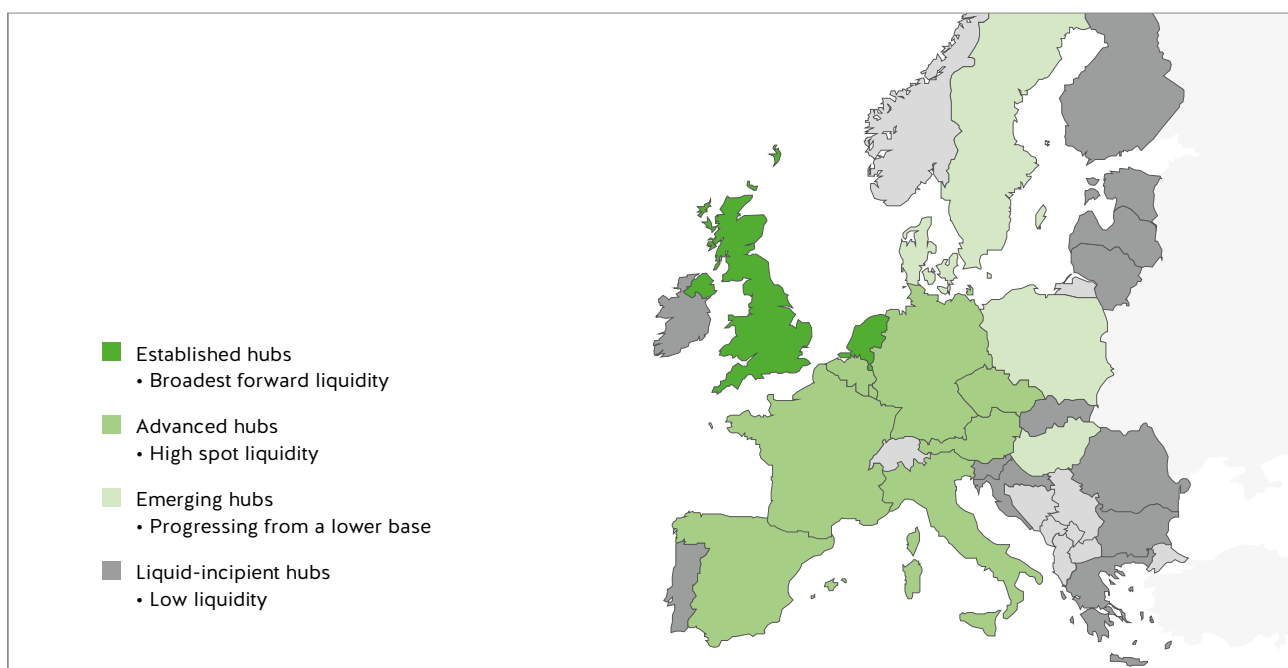 Established hubs
• Broadest forward liquidity
Advanced hubs
• High spot liquidity
Emerging hubs
• Progressing from a lower base
Liquid-incipient hubs
• Low liquidity